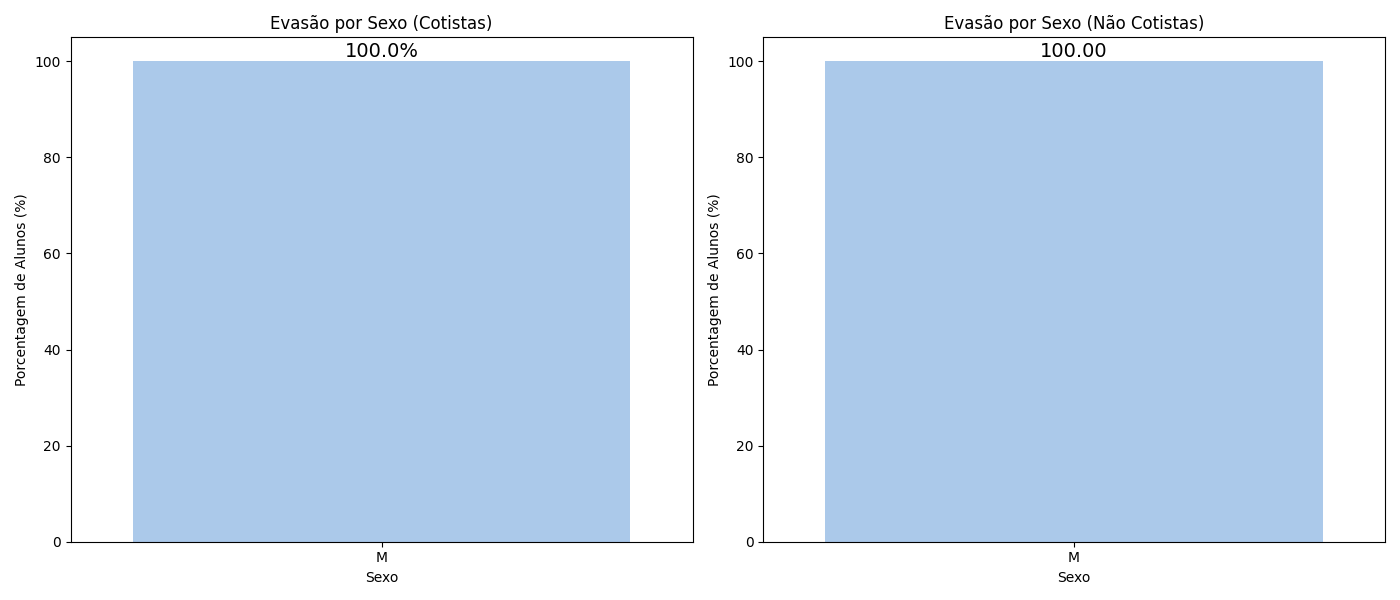 Evasão por Sexo (Cotistas)
100.0%
100
80
60
40
20
0
Porcentagem de Alunos (%)
M
Sexo
Evasão por Sexo (Não Cotistas)
100.00
100
80
60
40
20
0
Porcentagem de Alunos (%)
M
Sexo